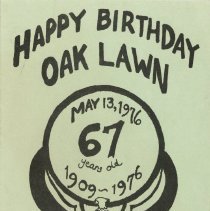 HAPPY BIRTHDAY
OAK LAWN
MAY 13, 1976
67
years old
1909-1976